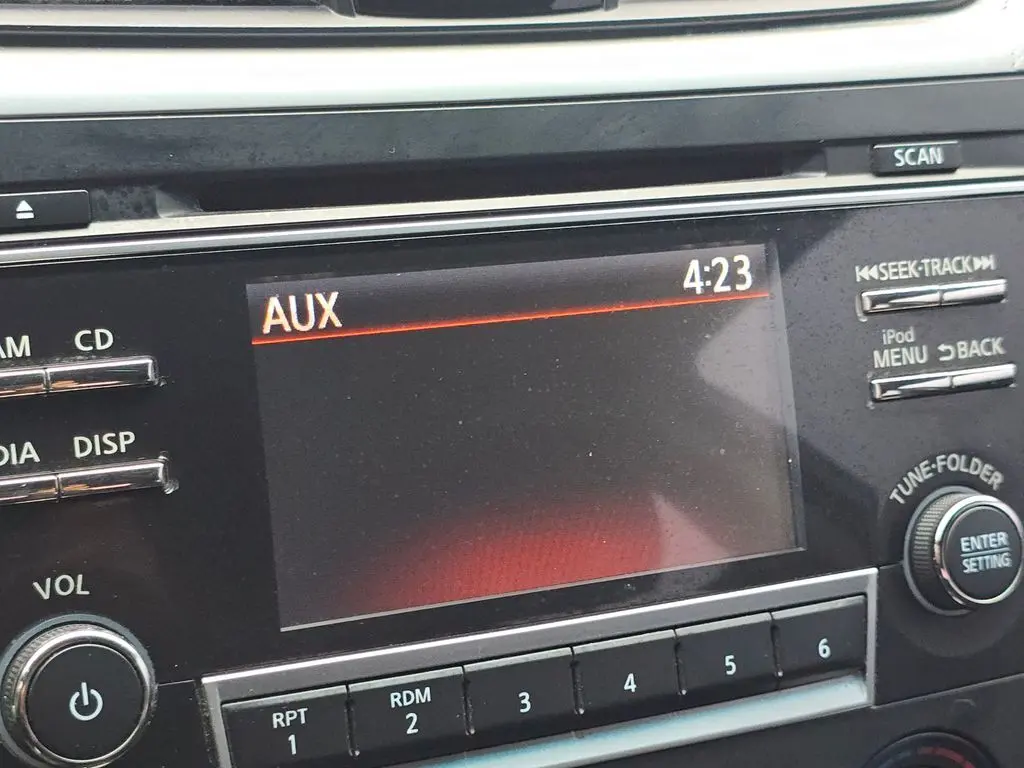 SCAN
AUX 4:23
⏮SEEK·TRACK⏭
AM CD
iPod
MENU ⮌BACK
DISP
TUNE·FOLDER
ENTER
SETTING
VOL
RPT
1
RDM
2
3
4
5
6